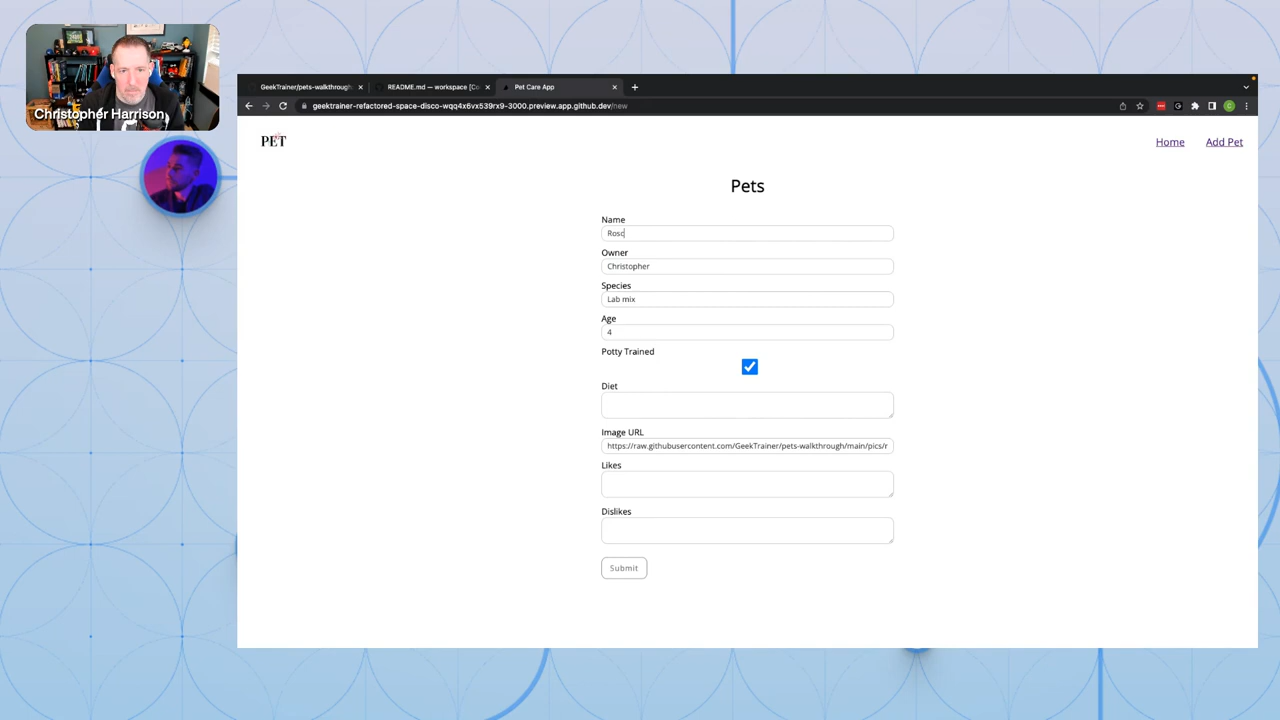 Christopher Harrison
GeekTrainer/pets-walkthrough
README.md — workspace [Co
Pet Care App
geektrainer-refactored-space-disco-wqq4x6vx539rx9-3000.preview.app.github.dev/new
PET
Home
Add Pet
Pets
Name
Rosc
Owner
Christopher
Species
Lab mix
Age
4
Potty Trained
Diet
Image URL
https://raw.githubusercontent.com/GeekTrainer/pets-walkthrough/main/pics/r
Likes
Dislikes
Submit